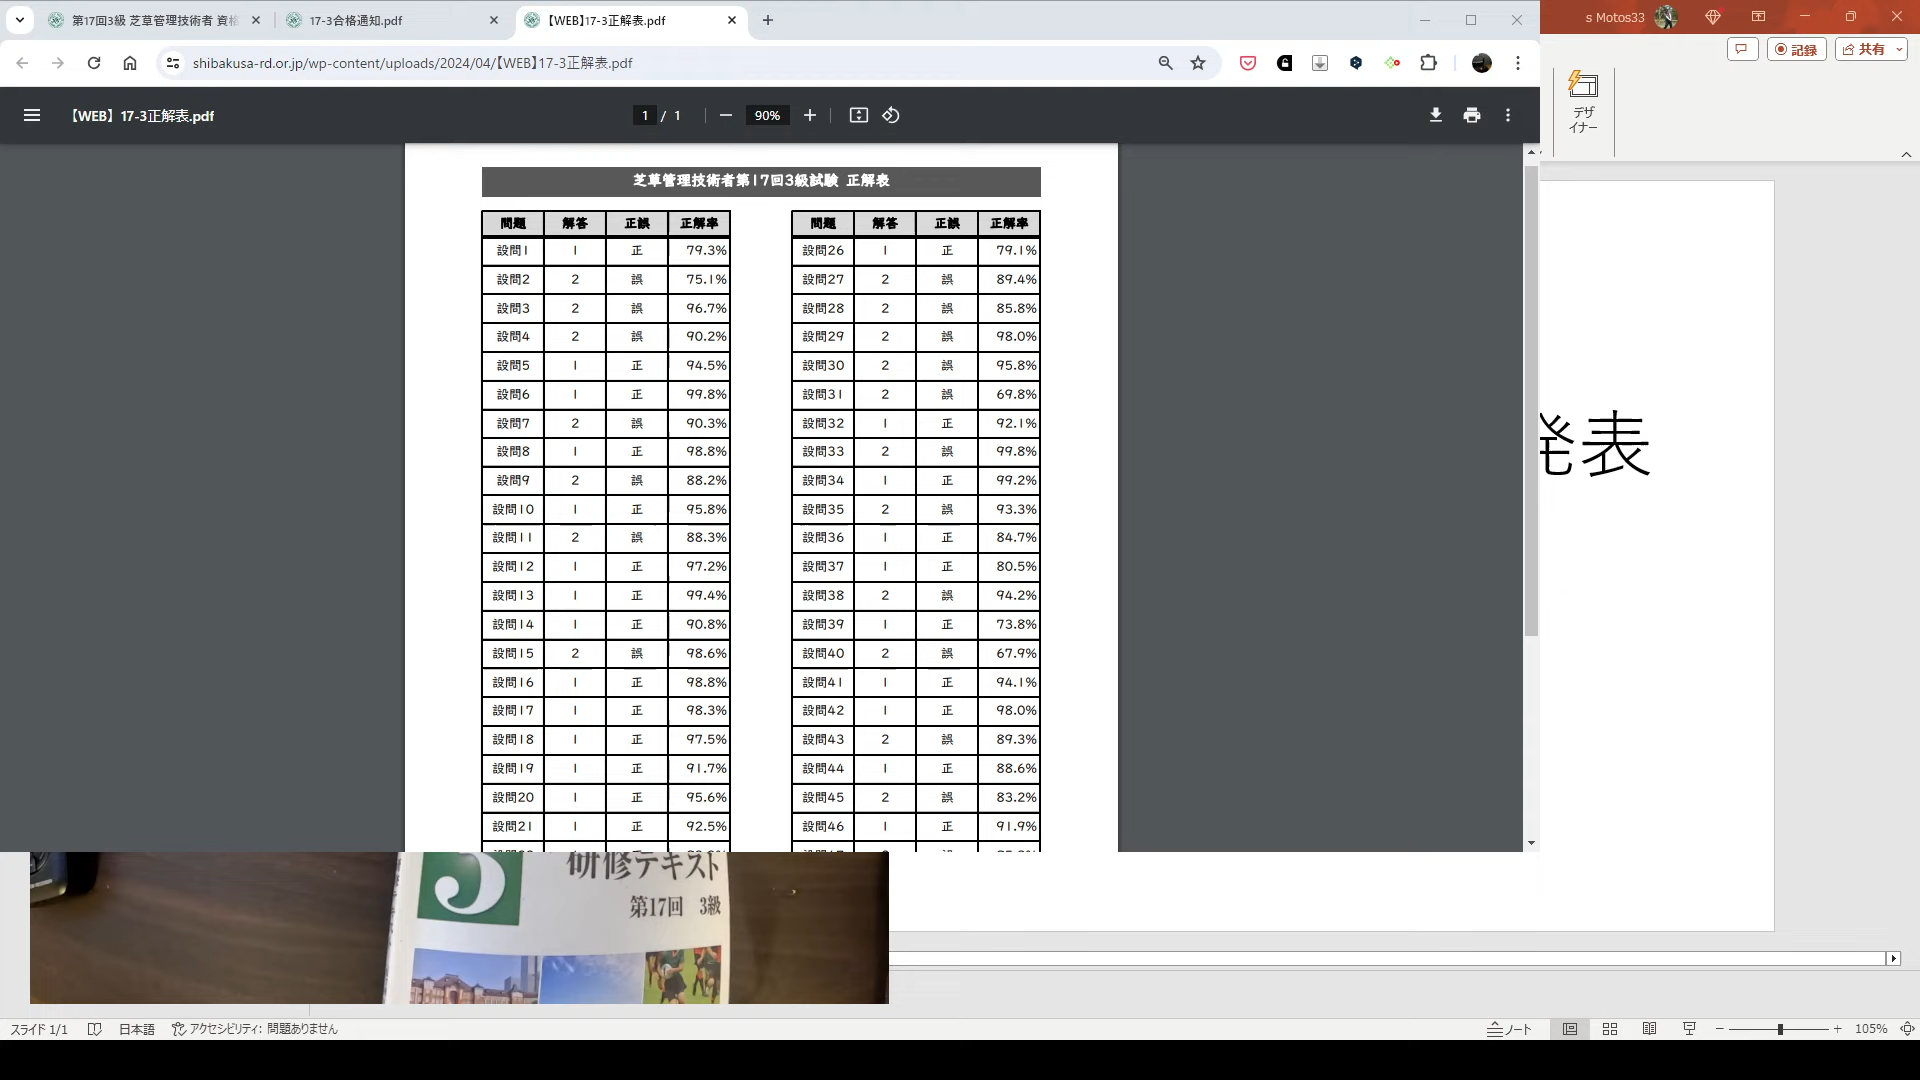 第17回3級 芝草管理技術者 資格
17-3合格通知.pdf
【WEB】17-3正解表.pdf
s Motos33
shibakusa-rd.or.jp/wp-content/uploads/2024/04/【WEB】17-3正解表.pdf
記録
共有
デザ
イナー
【WEB】17-3正解表.pdf
1 / 1
90%
芝草管理技術者第17回3級試験 正解表
問題 解答 正誤 正解率
設問1 1 正 79.3%
設問2 2 誤 75.1%
設問3 2 誤 96.7%
設問4 2 誤 90.2%
設問5 1 正 94.5%
設問6 1 正 99.8%
設問7 2 誤 90.3%
設問8 1 正 98.8%
設問9 2 誤 88.2%
設問10 1 正 95.8%
設問11 2 誤 88.3%
設問12 1 正 97.2%
設問13 1 正 99.4%
設問14 1 正 90.8%
設問15 2 誤 98.6%
設問16 1 正 98.8%
設問17 1 正 98.3%
設問18 1 正 97.5%
設問19 1 正 91.7%
設問20 1 正 95.6%
設問21 1 正 92.5%
問題 解答 正誤 正解率
設問26 1 正 79.1%
設問27 2 誤 89.4%
設問28 2 誤 85.8%
設問29 2 誤 98.0%
設問30 2 誤 95.8%
設問31 2 誤 69.8%
設問32 1 正 92.1%
設問33 2 誤 99.8%
設問34 1 正 99.2%
設問35 2 誤 93.3%
設問36 1 正 84.7%
設問37 1 正 80.5%
設問38 2 誤 94.2%
設問39 1 正 73.8%
設問40 2 誤 67.9%
設問41 1 正 94.1%
設問42 1 正 98.0%
設問43 2 誤 89.3%
設問44 1 正 88.6%
設問45 2 誤 83.2%
設問46 1 正 91.9%
発表
3
研修テキスト
第17回 3級
スライド 1/1
日本語
アクセシビリティ: 問題ありません
ノート
105%